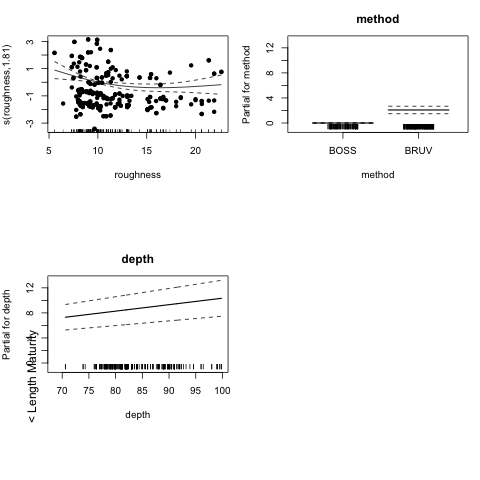 s(roughness,1.81)
3
1
-1
-3
5
10
15
20
roughness
method
Partial for method
12
8
4
0
BOSS
BRUV
method
depth
Partial for depth
12
8
4
0
70
75
80
85
90
95
100
depth
< Length Maturity